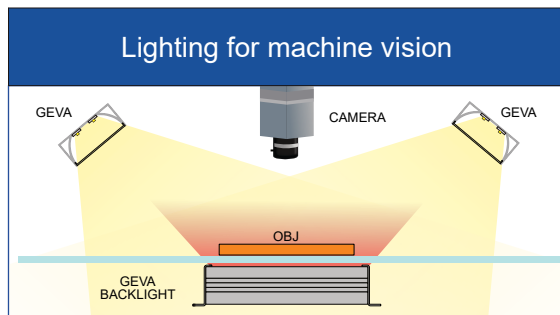 Lighting for machine vision
GEVA
CAMERA
GEVA
OBJ
GEVA
BACKLIGHT